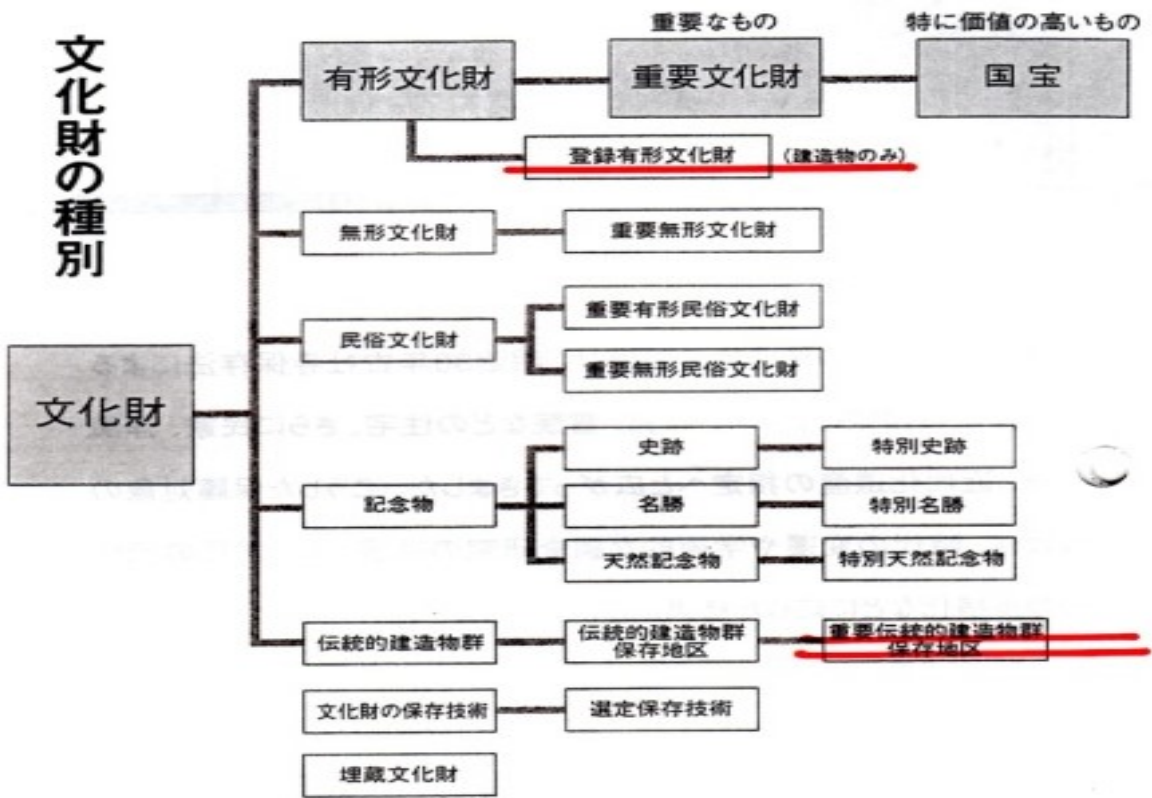 文化財の種別
重要なもの
特に価値の高いもの
有形文化財
重要文化財
国宝
登録有形文化財
(建造物のみ)
無形文化財
重要無形文化財
民俗文化財
重要有形民俗文化財
重要無形民俗文化財
文化財
記念物
史跡
特別史跡
名勝
特別名勝
天然記念物
特別天然記念物
伝統的建造物群
伝統的建造物群
保存地区
重要伝統的建造物群
保存地区
文化財の保存技術
選定保存技術
埋蔵文化財